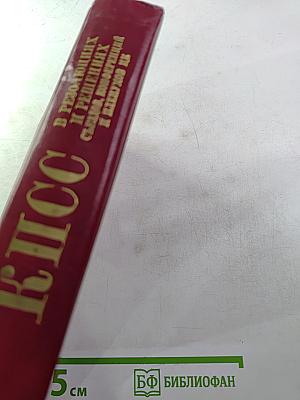 КПСС
В РЕЗОЛЮЦИЯХ
И РЕШЕНИЯХ
СЪЕЗДОВ, КОНФЕРЕНЦИЙ
И ПЛЕНУМОВ ЦК
5 см
БФ БИБЛИОФАН